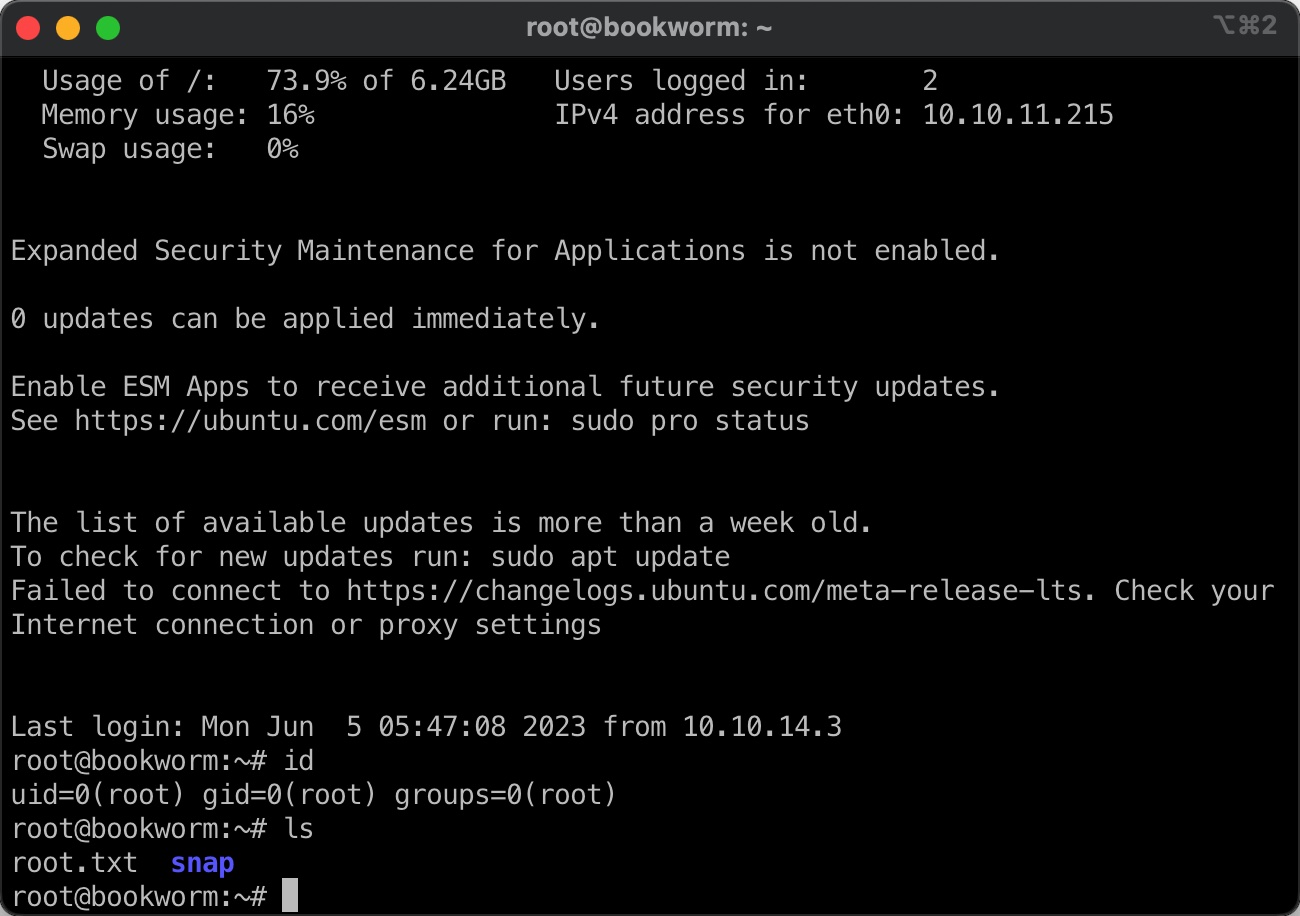 root@bookworm: ~
⌥⌘2
Usage of /:   73.9% of 6.24GB   Users logged in:       2
Memory usage: 16%               IPv4 address for eth0: 10.10.11.215
Swap usage:   0%
Expanded Security Maintenance for Applications is not enabled.
0 updates can be applied immediately.
Enable ESM Apps to receive additional future security updates.
See https://ubuntu.com/esm or run: sudo pro status
The list of available updates is more than a week old.
To check for new updates run: sudo apt update
Failed to connect to https://changelogs.ubuntu.com/meta-release-lts. Check your
Internet connection or proxy settings
Last login: Mon Jun  5 05:47:08 2023 from 10.10.14.3
root@bookworm:~# id
uid=0(root) gid=0(root) groups=0(root)
root@bookworm:~# ls
root.txt  snap
root@bookworm:~#